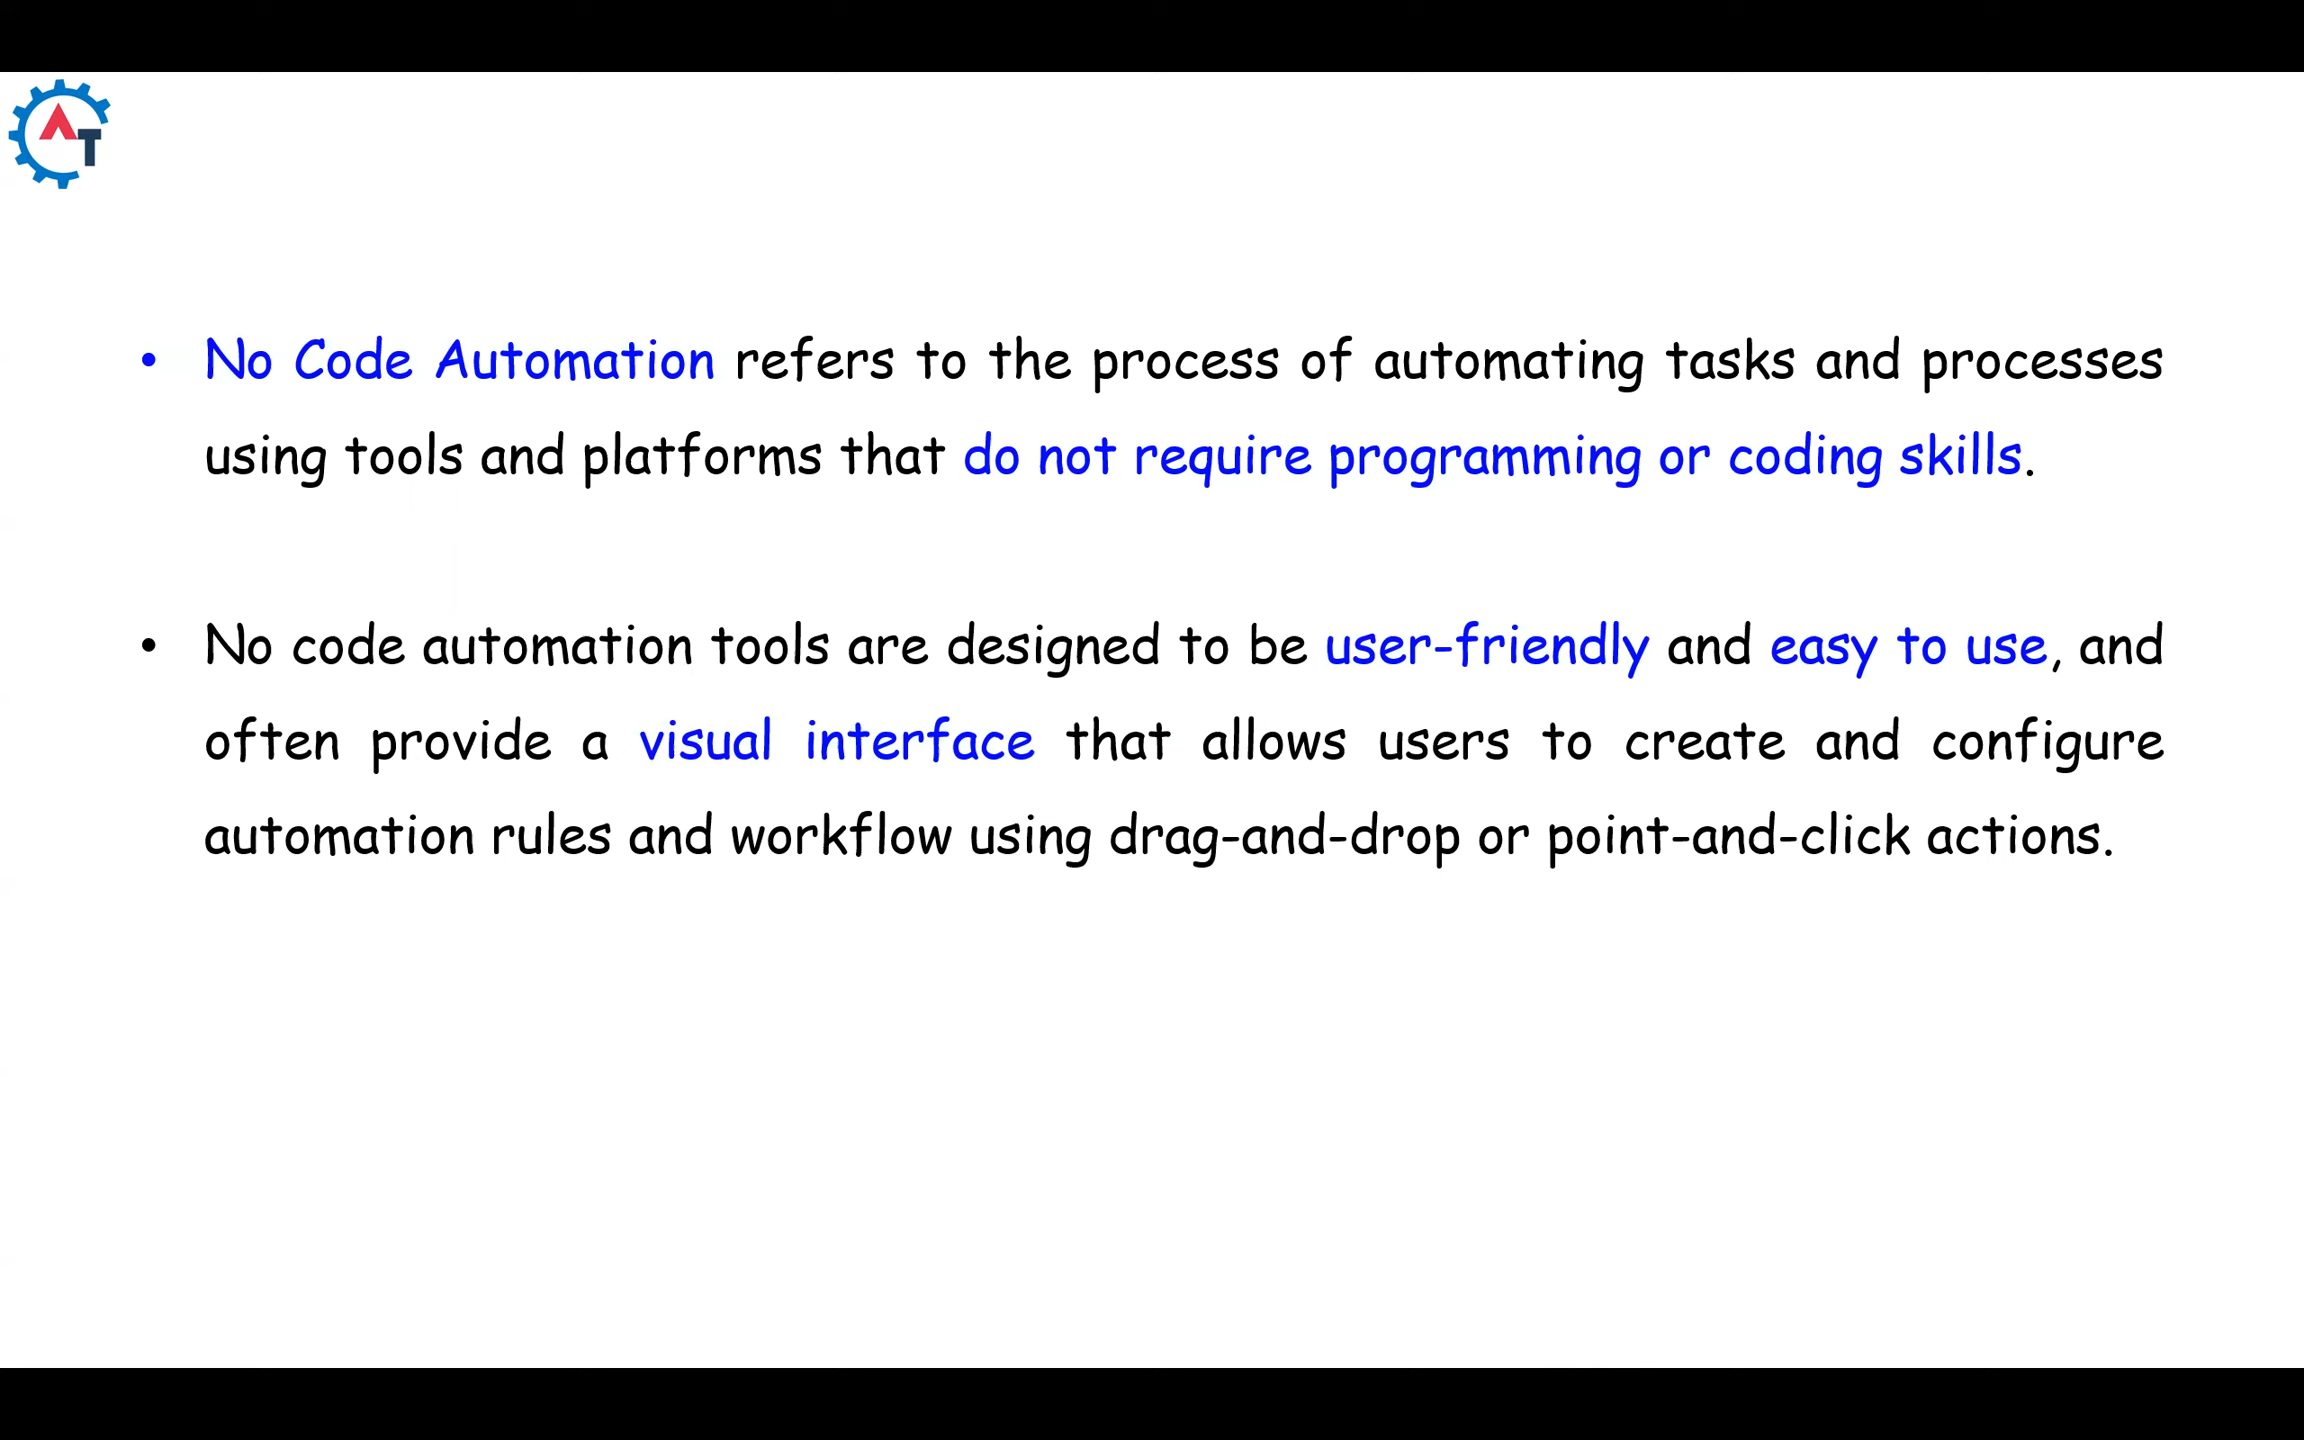 AT
• No Code Automation refers to the process of automating tasks and processes
using tools and platforms that do not require programming or coding skills.
• No code automation tools are designed to be user-friendly and easy to use, and
often provide a visual interface that allows users to create and configure
automation rules and workflow using drag-and-drop or point-and-click actions.